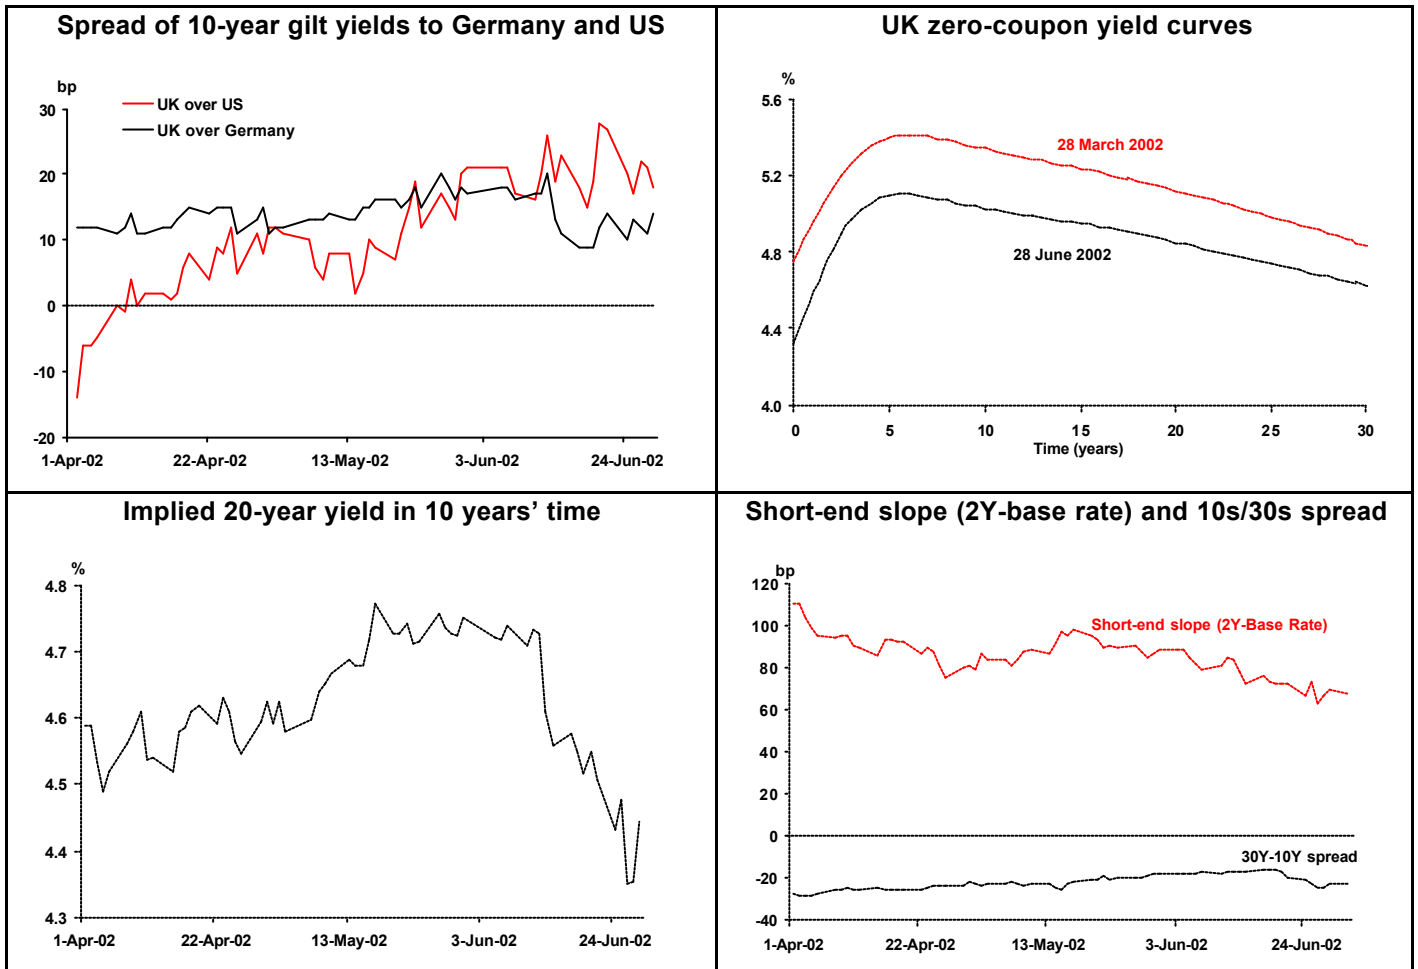 Spread of 10-year gilt yields to Germany and US
bp
30
20
10
0
-10
-20
UK over US
UK over Germany
1-Apr-02 22-Apr-02 13-May-02 3-Jun-02 24-Jun-02
UK zero-coupon yield curves
%
5.6
5.2
4.8
4.4
4.0
28 March 2002
28 June 2002
0 5 10 15 20 25 30
Time (years)
Implied 20-year yield in 10 years’ time
%
4.8
4.7
4.6
4.5
4.4
4.3
1-Apr-02 22-Apr-02 13-May-02 3-Jun-02 24-Jun-02
Short-end slope (2Y-base rate) and 10s/30s spread
bp
120
100
80
60
40
20
0
-20
-40
Short-end slope (2Y-Base Rate)
30Y-10Y spread
1-Apr-02 22-Apr-02 13-May-02 3-Jun-02 24-Jun-02